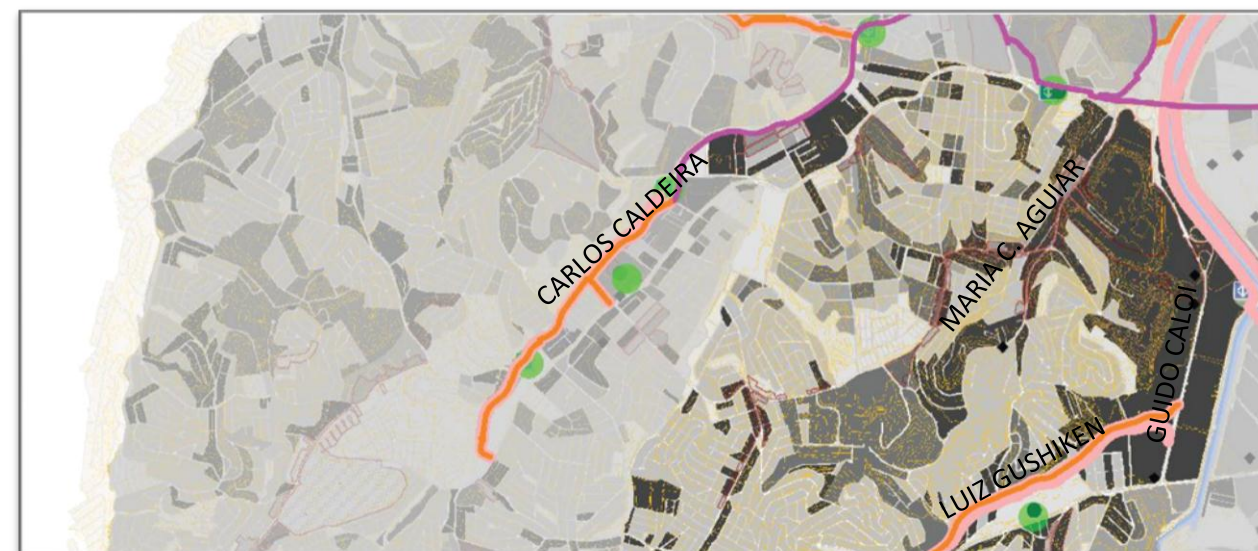 CARLOS CALDEIRA
MARIA C. AGUIAR
GUIDO CALOI
LUIZ GUSHIKEN